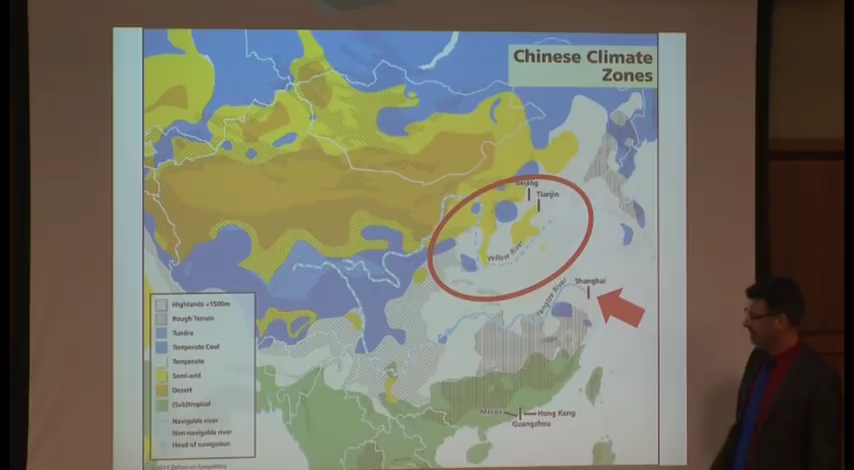 Chinese Climate
Zones
Beijing
Tianjin
Yellow River
Shanghai
Yangtze River
Highlands <1500m
Rough Terrain
Tundra
Temperate Cool
Temperate
Semi-arid
Desert
(Sub)tropical
Navigable river
Non-navigable river
Head of navigation
Macau
Hong Kong
Guangzhou